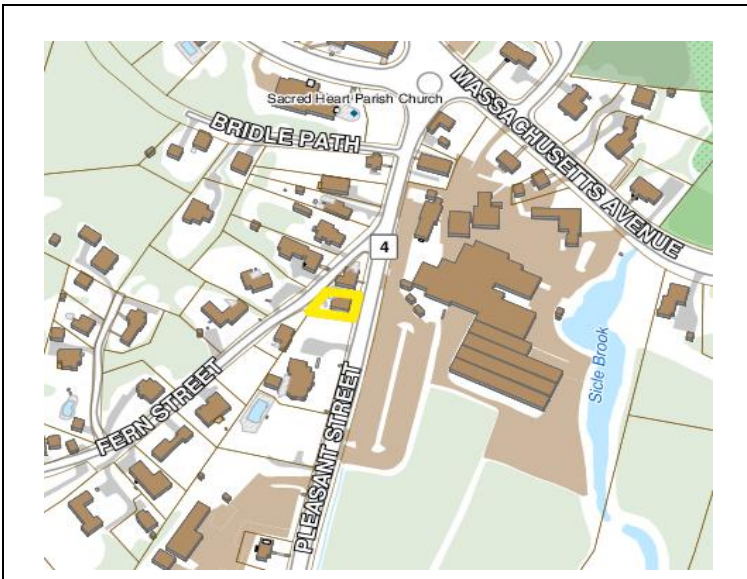 MASSACHUSETTS AVENUE
Sacred Heart Parish Church
BRIDLE PATH
4
Sicle Brook
FERN STREET
PLEASANT STREET